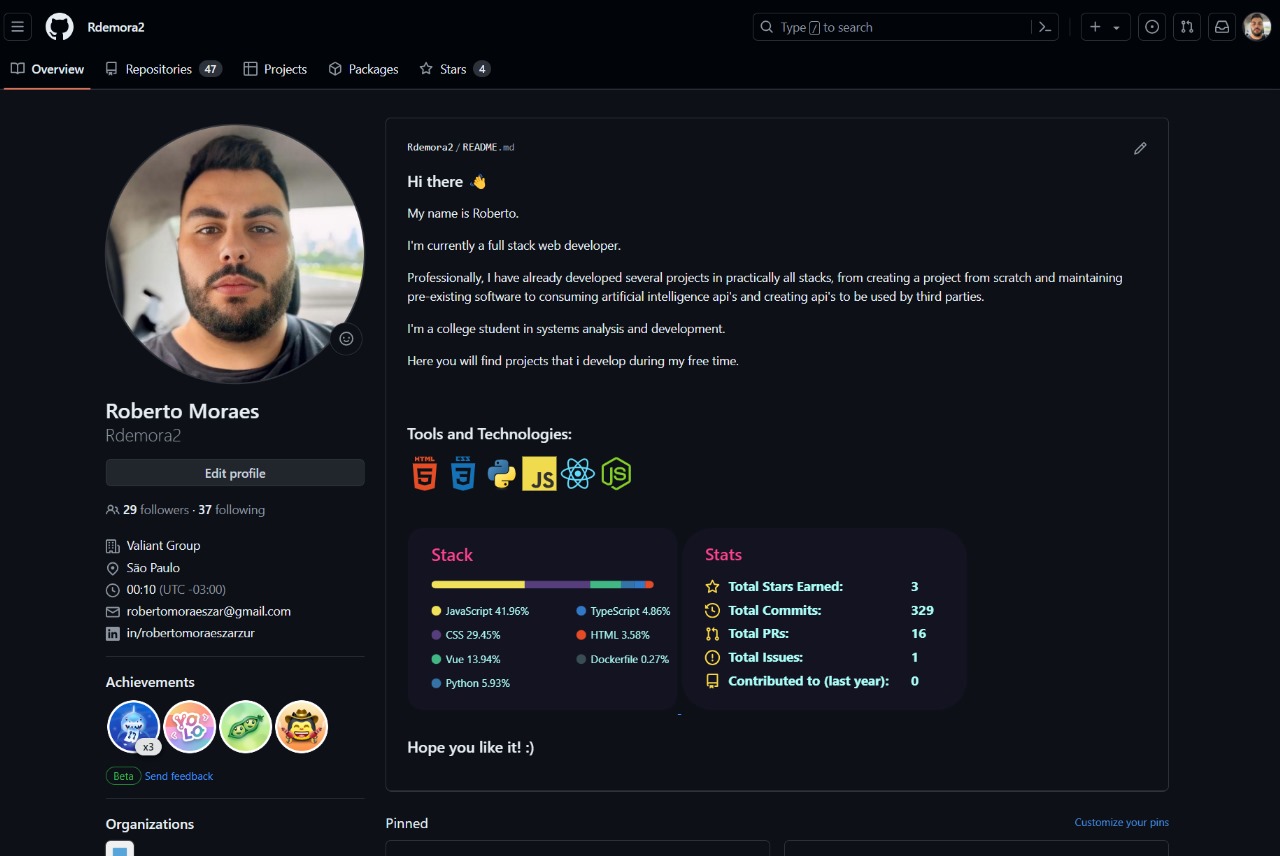 Rdemora2
Type / to search
Overview
Repositories 47
Projects
Packages
Stars 4
Rdemora2/README.md
Hi there 👋
My name is Roberto.
I'm currently a full stack web developer.
Professionally, I have already developed several projects in practically all stacks, from creating a project from scratch and maintaining
pre-existing software to consuming artificial intelligence api's and creating api's to be used by third parties.
I'm a college student in systems analysis and development.
Here you will find projects that i develop during my free time.
Roberto Moraes
Rdemora2
Edit profile
29 followers · 37 following
Valiant Group
São Paulo
00:10 (UTC -03:00)
robertomoraeszar@gmail.com
in/robertomoraeszarzur
Achievements
YOLO
x3
Beta Send feedback
Organizations
Tools and Technologies:
HTML
5
CSS
3
JS
JS
Stack
JavaScript 41.96%
TypeScript 4.86%
CSS 29.45%
HTML 3.58%
Vue 13.94%
Dockerfile 0.27%
Python 5.93%
Stats
Total Stars Earned: 3
Total Commits: 329
Total PRs: 16
Total Issues: 1
Contributed to (last year): 0
Hope you like it! :)
Pinned
Customize your pins